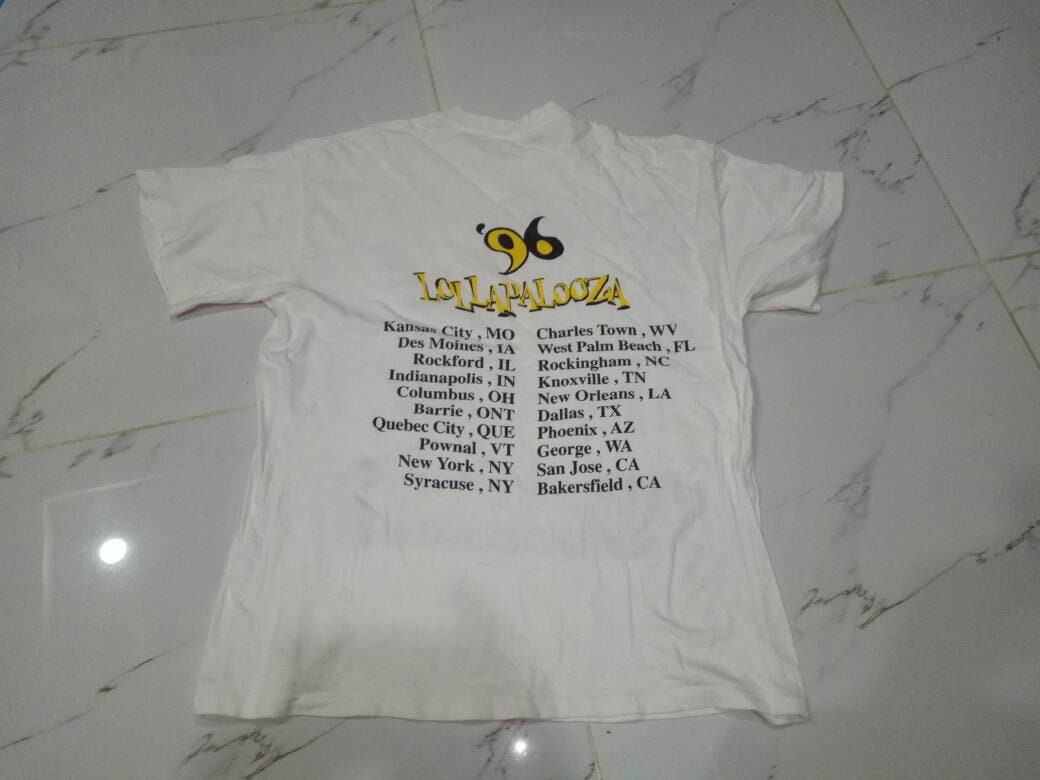 '96
LOLLAPALOOZA
Kansas City , MO
Des Moines , IA
Rockford , IL
Indianapolis , IN
Columbus , OH
Barrie , ONT
Quebec City , QUE
Pownal , VT
New York , NY
Syracuse , NY
Charles Town , WV
West Palm Beach , FL
Rockingham , NC
Knoxville , TN
New Orleans , LA
Dallas , TX
Phoenix , AZ
George , WA
San Jose , CA
Bakersfield , CA